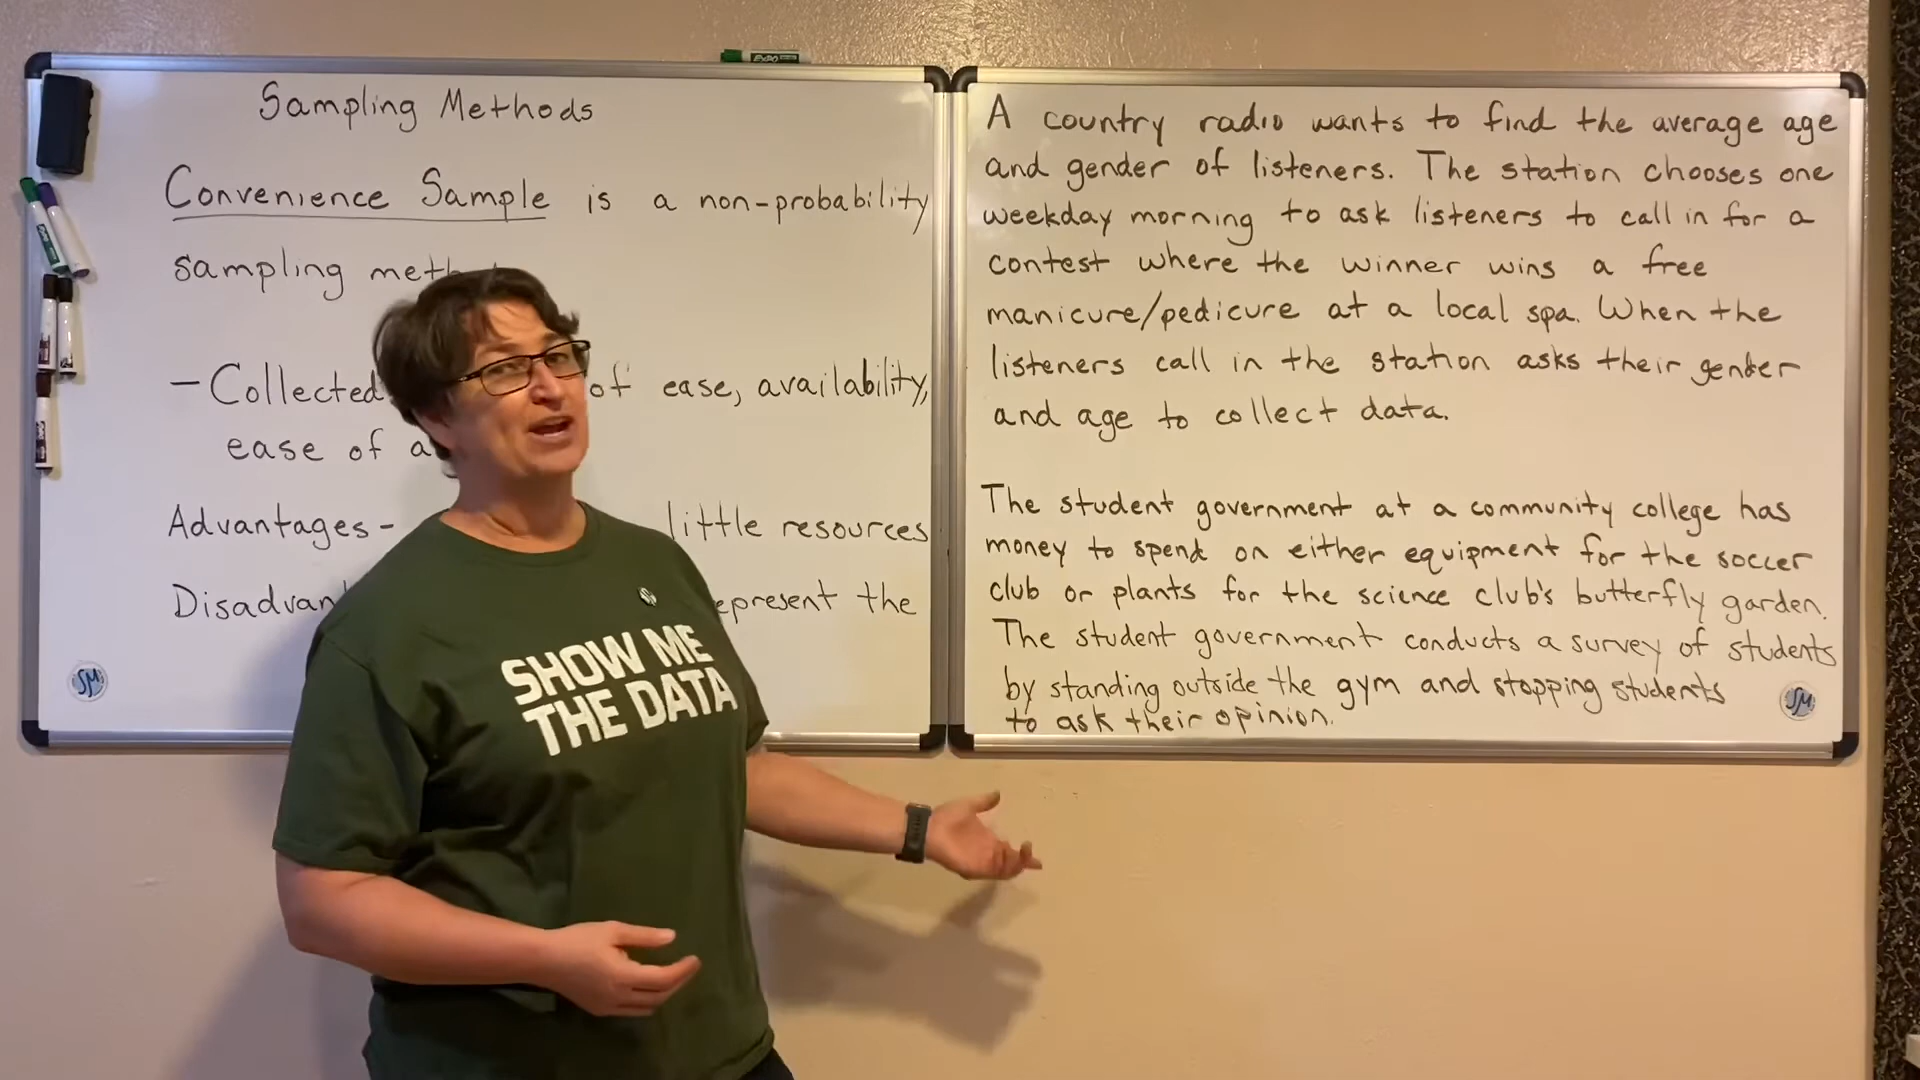 Sampling Methods
Convenience Sample is a non-probability
sampling
- Collected of ease, availability,
ease of
Advantages - little resources
the
A country radio wants to find the average age
and gender of listeners. The station chooses one
weekday morning to ask listeners to call in for a
contest where the winner wins a free
manicure/pedicure at a local spa. When the
listeners call in the station asks their gender
and age to collect data.
The student government at a community college has
money to spend on either equipment for the soccer
club or plants for the science club's butterfly garden.
The student government conducts a survey of students
by standing outside the gym and stopping students
to ask their opinion.
SHOW ME
THE DATA
EXPO
SM
SM